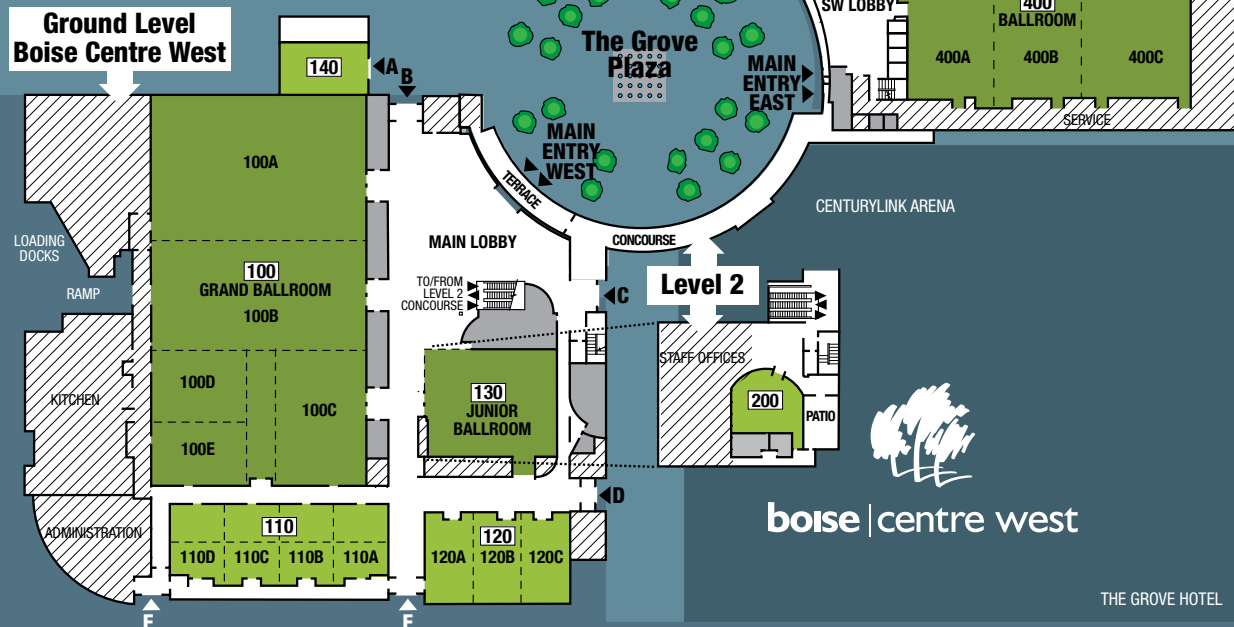 Ground Level
Boise Centre West
140
A
B
The Grove
Plaza
MAIN
ENTRY
EAST
MAIN
ENTRY
WEST
SW LOBBY
400
BALLROOM
400A
400B
400C
SERVICE
100A
TERRACE
CONCOURSE
CENTURYLINK ARENA
LOADING
DOCKS
RAMP
MAIN LOBBY
100
GRAND BALLROOM
100B
TO/FROM
LEVEL 2
CONCOURSE
C
Level 2
STAFF OFFICES
200
PATIO
KITCHEN
100D
100C
100E
130
JUNIOR
BALLROOM
D
boise | centre west
ADMINISTRATION
110
110D
110C
110B
110A
120
120A
120B
120C
THE GROVE HOTEL